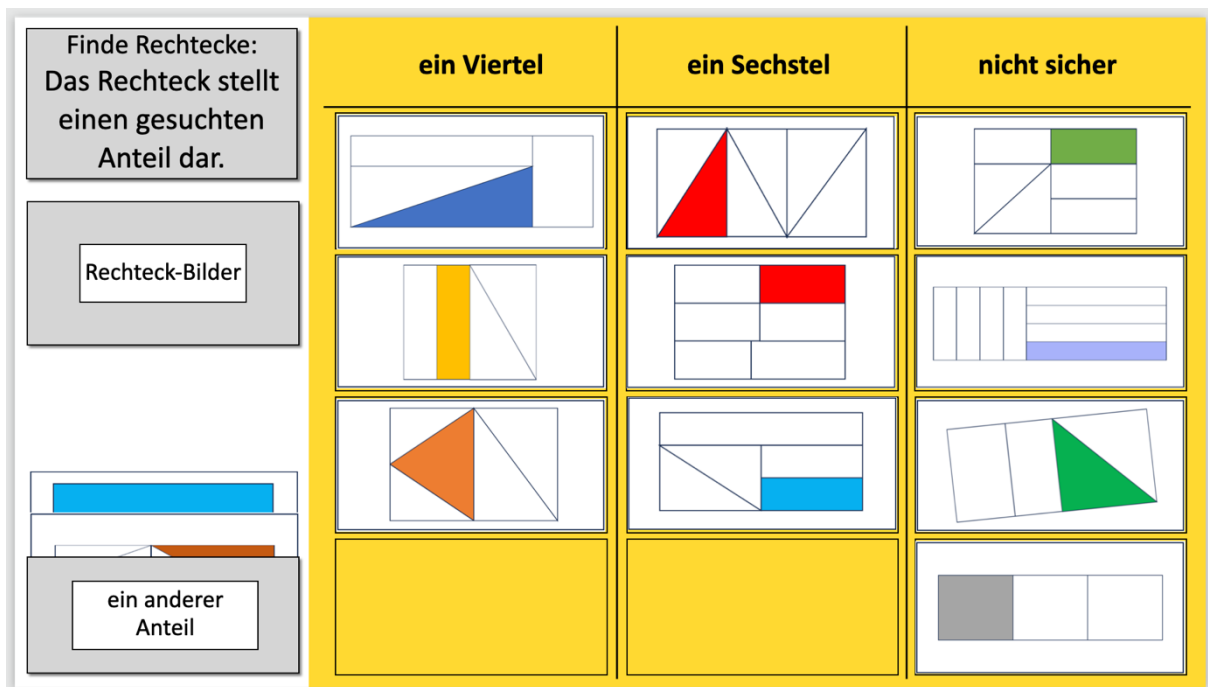 Finde Rechtecke:
Das Rechteck stellt
einen gesuchten
Anteil dar.
Rechteck-Bilder
ein anderer
Anteil
ein Viertel
ein Sechstel
nicht sicher